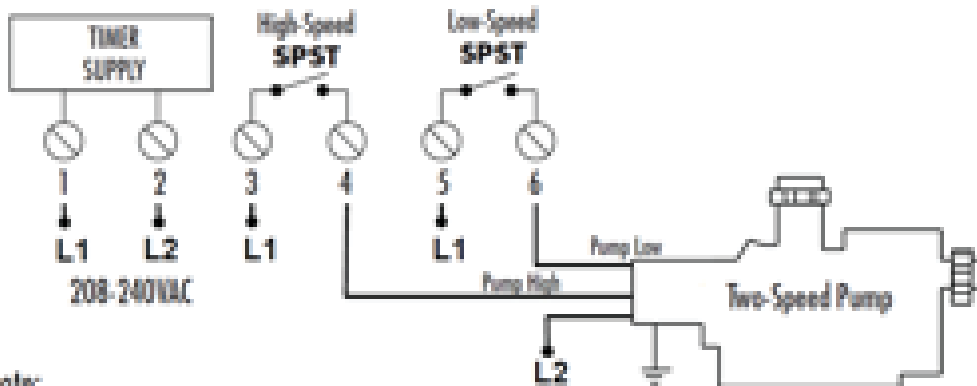 TIMER
SUPPLY
High-Speed
SPST
Low-Speed
SPST
1 2 3 4 5 6
L1 L2 L1 L1
208-240VAC
Pump Low
Pump High
Two-Speed Pump
L2